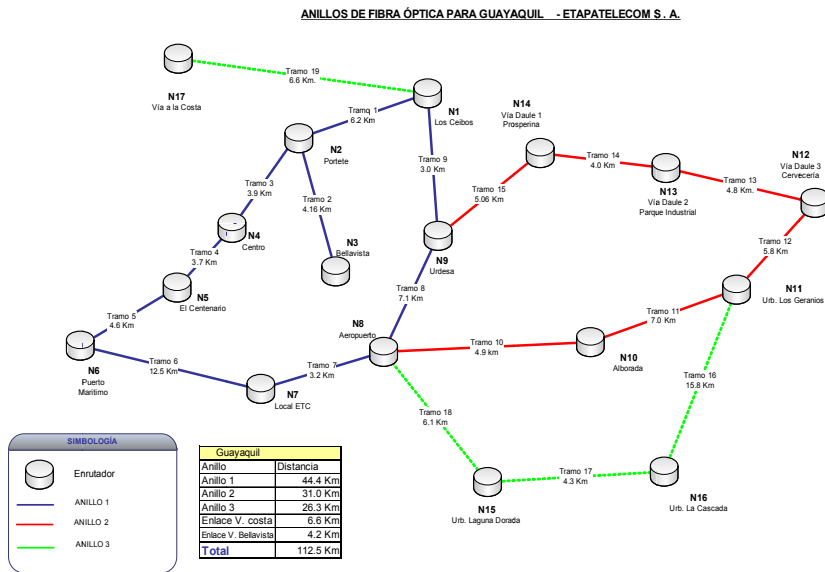 ANILLOS DE FIBRA ÓPTICA PARA GUAYAQUIL - ETAPATELECOM S . A.
Tramo 19
6.6 Km.
N17
Vía a la Costa
N1
Los Ceibos
Tramq 1
6.2 Km
N2
Portete
N14
Vía Daule 1
Prosperina
Tramo 9
3.0 Km
Tramo 14
4.0 Km
N12
Vía Daule 3
Cervecería
Tramo 13
4.8 Km.
N13
Vía Daule 2
Parque Industrial
Tramo 15
5.06 Km
Tramo 3
3.9 Km
Tramo 2
4.16 Km
N4
Centro
N3
Bellavista
N9
Urdesa
Tramo 12
5.8 Km
Tramo 4
3.7 Km
Tramo 8
7.1 Km
N11
Urb. Los Geranios
N5
El Centenario
Tramo 5
4.6 Km
N8
Aeropuerto
Tramo 11
7.0 Km
Tramo 10
4.9 km
N6
Puerto
Maritimo
Tramo 6
12.5 Km
Tramo 7
3.2 Km
N10
Alborada
N7
Local ETC
Tramo 16
15.8 Km
Tramo 18
6.1 Km
Tramo 17
4.3 Km
N15
Urb. Laguna Dorada
N16
Urb. La Cascada
SIMBOLOGÍA
Enrutador
ANILLO 1
ANILLO 2
ANILLO 3
Guayaquil
Anillo Distancia
Anillo 1 44.4 Km
Anillo 2 31.0 Km
Anillo 3 26.3 Km
Enlace V. costa 6.6 Km
Enlace V. Bellavista 4.2 Km
Total 112.5 Km